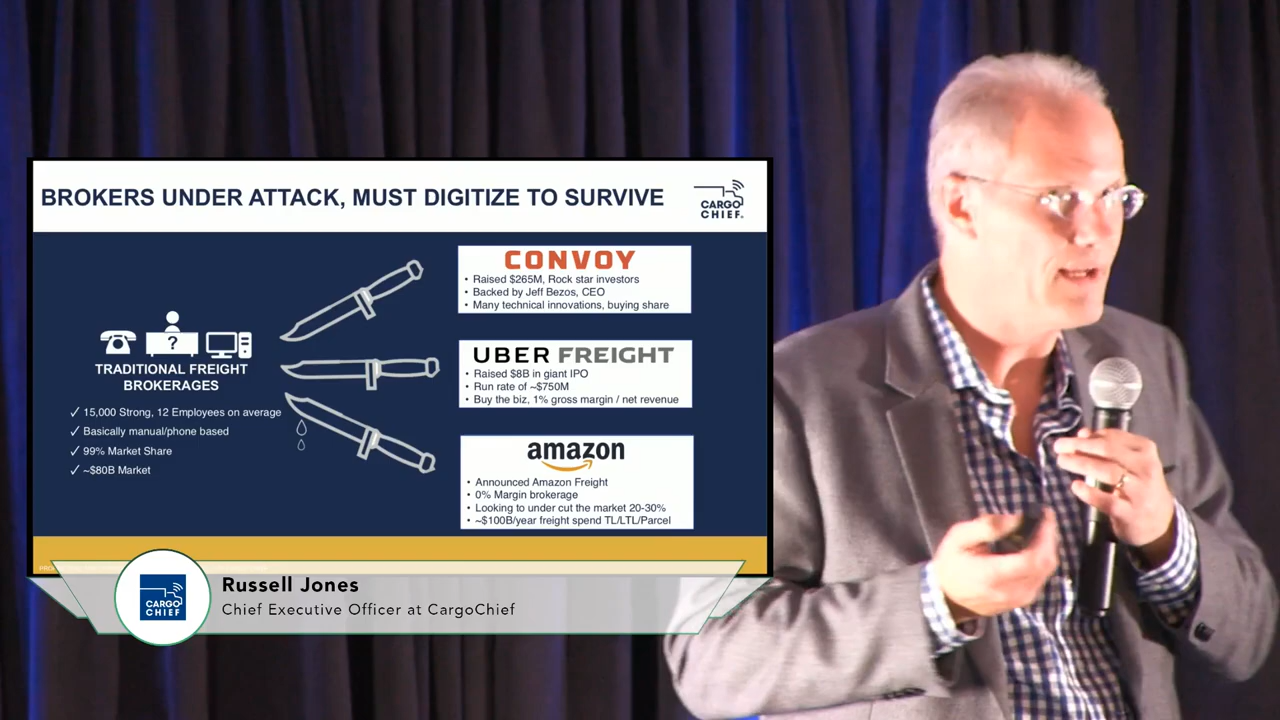 BROKERS UNDER ATTACK, MUST DIGITIZE TO SURVIVE
CARGO
CHIEF
?
TRADITIONAL FREIGHT
BROKERAGES
✓ 15,000 Strong, 12 Employees on average
✓ Basically manual/phone based
✓ 99% Market Share
✓ ~$80B Market
CONVOY
• Raised $265M, Rock star investors
• Backed by Jeff Bezos, CEO
• Many technical innovations, buying share
UBER FREIGHT
• Raised $8B in giant IPO
• Run rate of ~$750M
• Buy the biz, 1% gross margin / net revenue
amazon
• Announced Amazon Freight
• 0% Margin brokerage
• Looking to under cut the market 20-30%
• ~$100B/year freight spend TL/LTL/Parcel
CARGO
CHIEF
Russell Jones
Chief Executive Officer at CargoChief